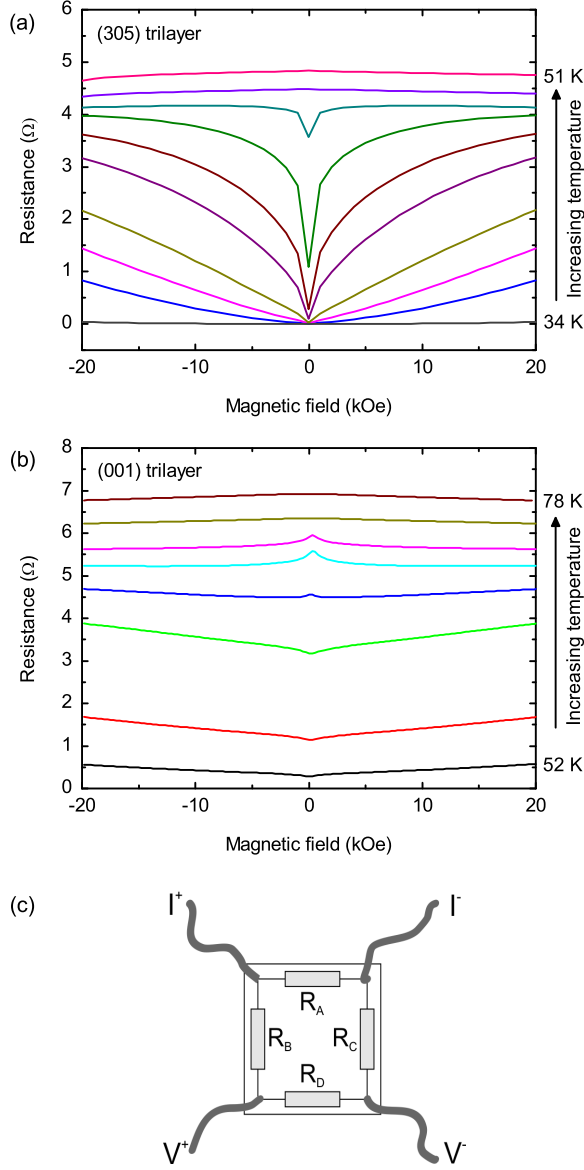 (a)
(305) trilayer
6
5
4
3
2
1
0
Resistance (Ω)
51 K
34 K
Increasing temperature
-20 -10 0 10 20
Magnetic field (kOe)
(b)
(001) trilayer
8
7
6
5
4
3
2
1
0
Resistance (Ω)
78 K
52 K
Increasing temperature
-20 -10 0 10 20
Magnetic field (kOe)
(c)
I+ I-
RA
RB RC
RD
V+ V-